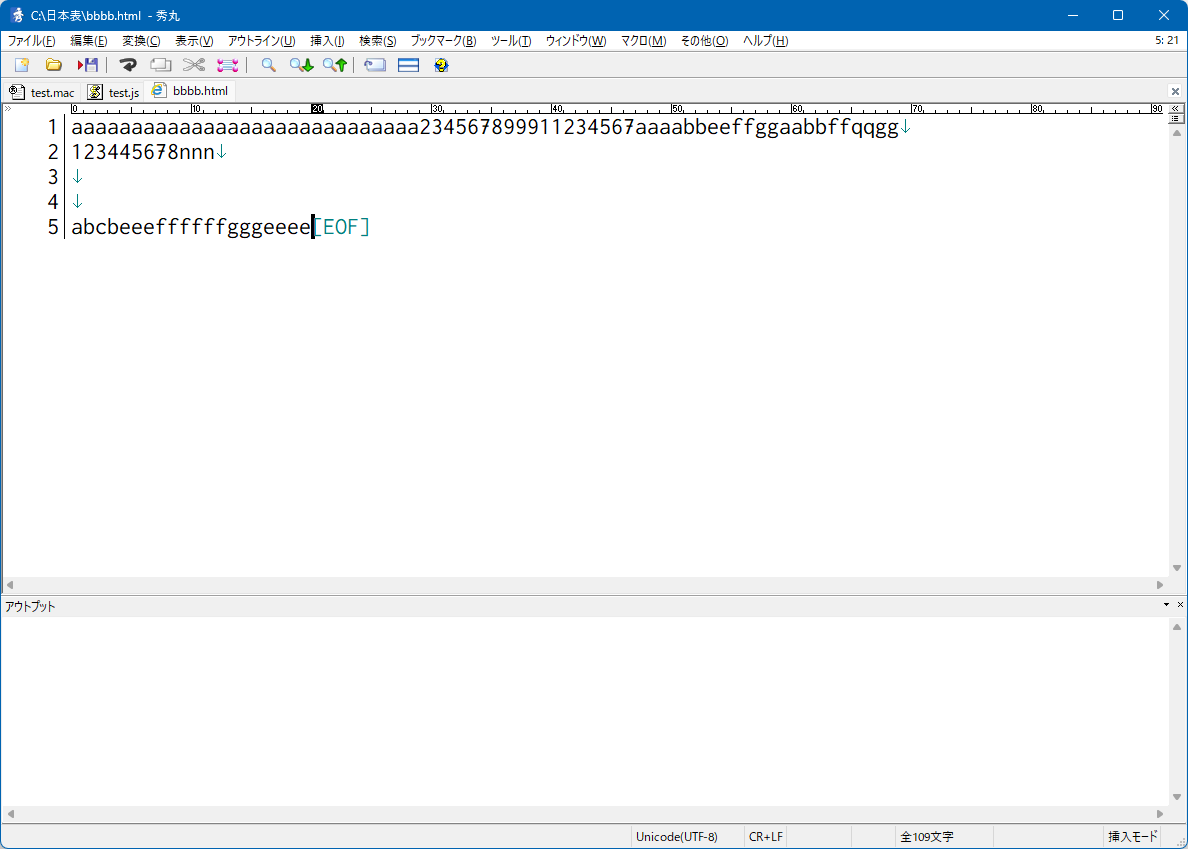 C:\日本表\bbbb.html - 秀丸
ファイル(F) 編集(E) 変換(C) 表示(V) アウトライン(U) 挿入(I) 検索(S) ブックマーク(B) ツール(T) ウィンドウ(W) マクロ(M) その他(O) ヘルプ(H) 5: 21
test.mac test.js bbbb.html
0 10 20 30 40 50 60 70 80 90
1 aaaaaaaaaaaaaaaaaaaaaaaaaaaaa234567899911234567aaaabbeeffggaabbffqqgg↓
2 123445678nnn↓
3 ↓
4 ↓
5 abcbeeeffffffgggeeee[EOF]
アウトプット
Unicode(UTF-8) CR+LF 全109文字 挿入モード